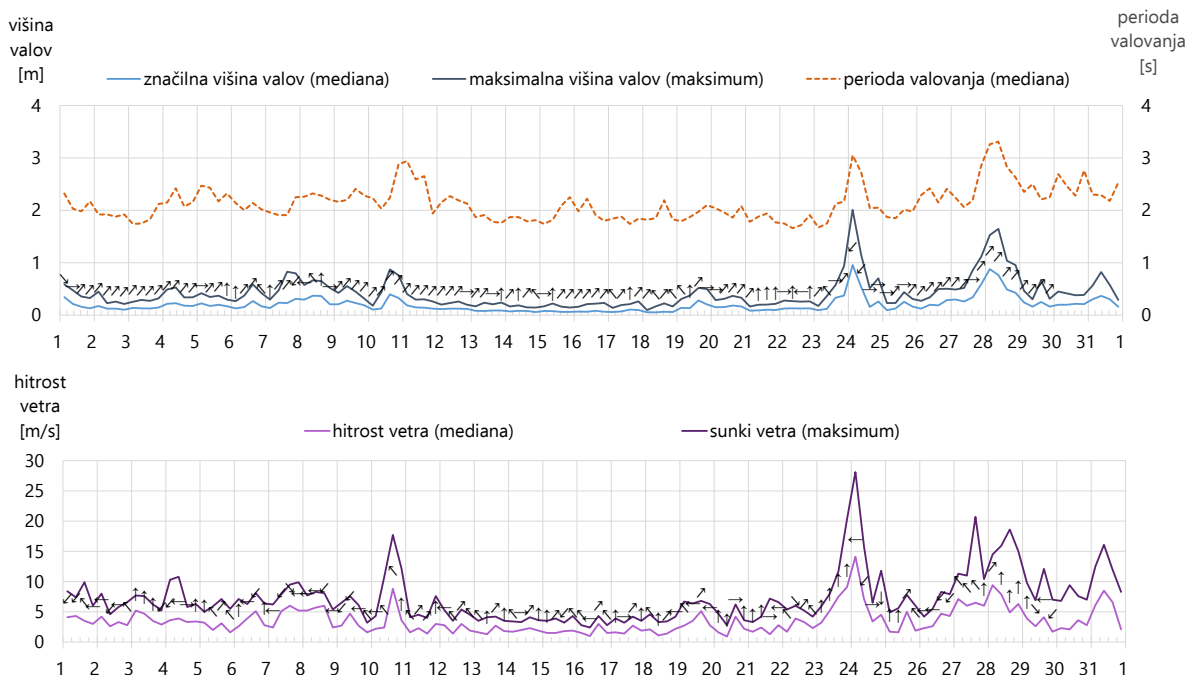 višina
valov
[m]
perioda
valovanja
[s]
značilna višina valov (mediana)
maksimalna višina valov (maksimum)
perioda valovanja (mediana)
4 4
3 3
2 2
1 1
0 0
1 2 3 4 5 6 7 8 9 10 11 12 13 14 15 16 17 18 19 20 21 22 23 24 25 26 27 28 29 30 31 1
hitrost
vetra
[m/s]
hitrost vetra (mediana)
sunki vetra (maksimum)
30
25
20
15
10
5
0
1 2 3 4 5 6 7 8 9 10 11 12 13 14 15 16 17 18 19 20 21 22 23 24 25 26 27 28 29 30 31 1